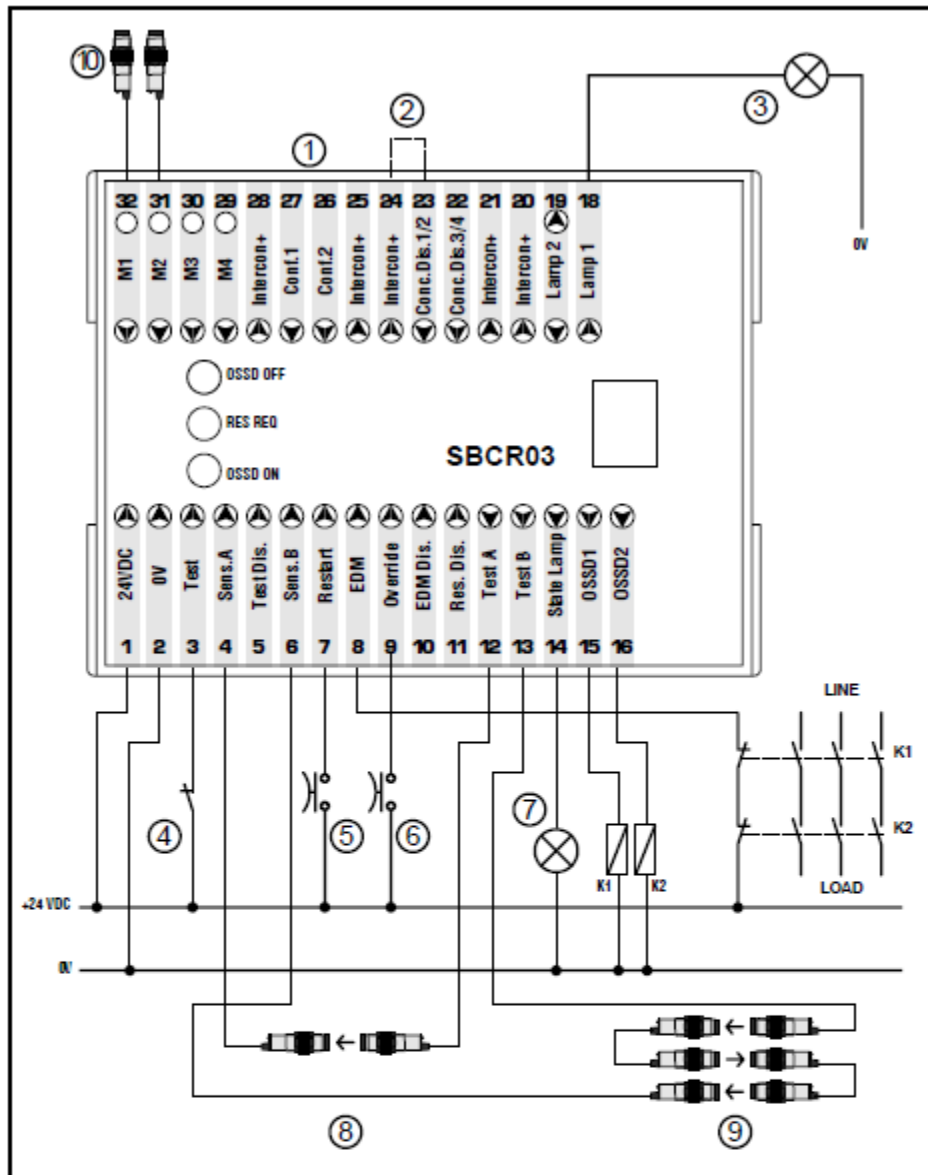 10
2
3
1
0V
32 31 30 29 28 27 26 25 24 23 22 21 20 19 18
M1
M2
M3
M4
Intercon+
Conf.1
Conf.2
Intercon+
Intercon+
Conc.Dis.1/2
Conc.Dis.3/4
Intercon+
Intercon+
Lamp 2
Lamp 1
OSSD OFF
RES REQ
OSSD ON
SBCR03
24VDC
0V
Test
Sens.A
Test Dis.
Sens.B
Restart
EDM
Override
EDM Dis.
Res. Dis.
Test A
Test B
State Lamp
OSSD1
OSSD2
1 2 3 4 5 6 7 8 9 10 11 12 13 14 15 16
LINE
K1
K2
LOAD
4
5
6
7
K1
K2
+24 VDC
0V
8
9